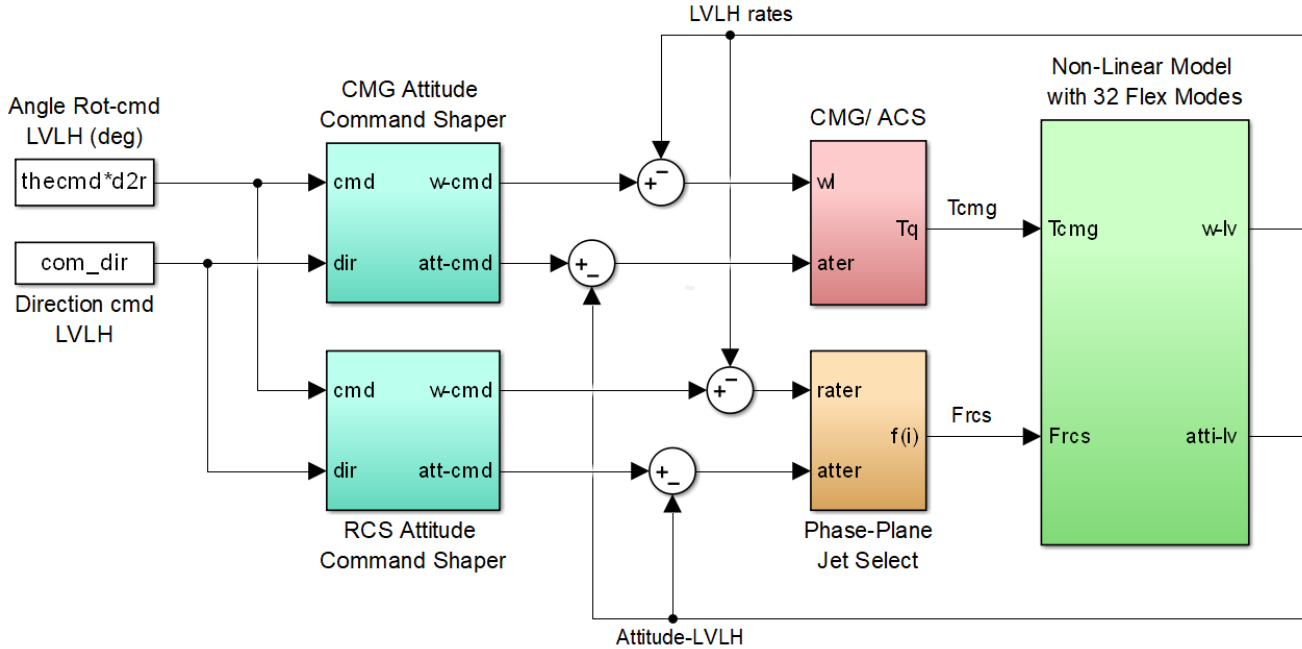 LVLH rates
Angle Rot-cmd
LVLH (deg)
thecmd*d2r
com_dir
Direction cmd
LVLH
CMG Attitude
Command Shaper
cmd
w-cmd
dir
att-cmd
cmd
w-cmd
dir
att-cmd
RCS Attitude
Command Shaper
+
−
+
−
+
−
+
−
CMG/ ACS
wl
Tq
ater
Tcmg
rater
f(i)
atter
Frcs
Phase-Plane
Jet Select
Non-Linear Model
with 32 Flex Modes
Tcmg
w-lv
Frcs
atti-lv
Attitude-LVLH